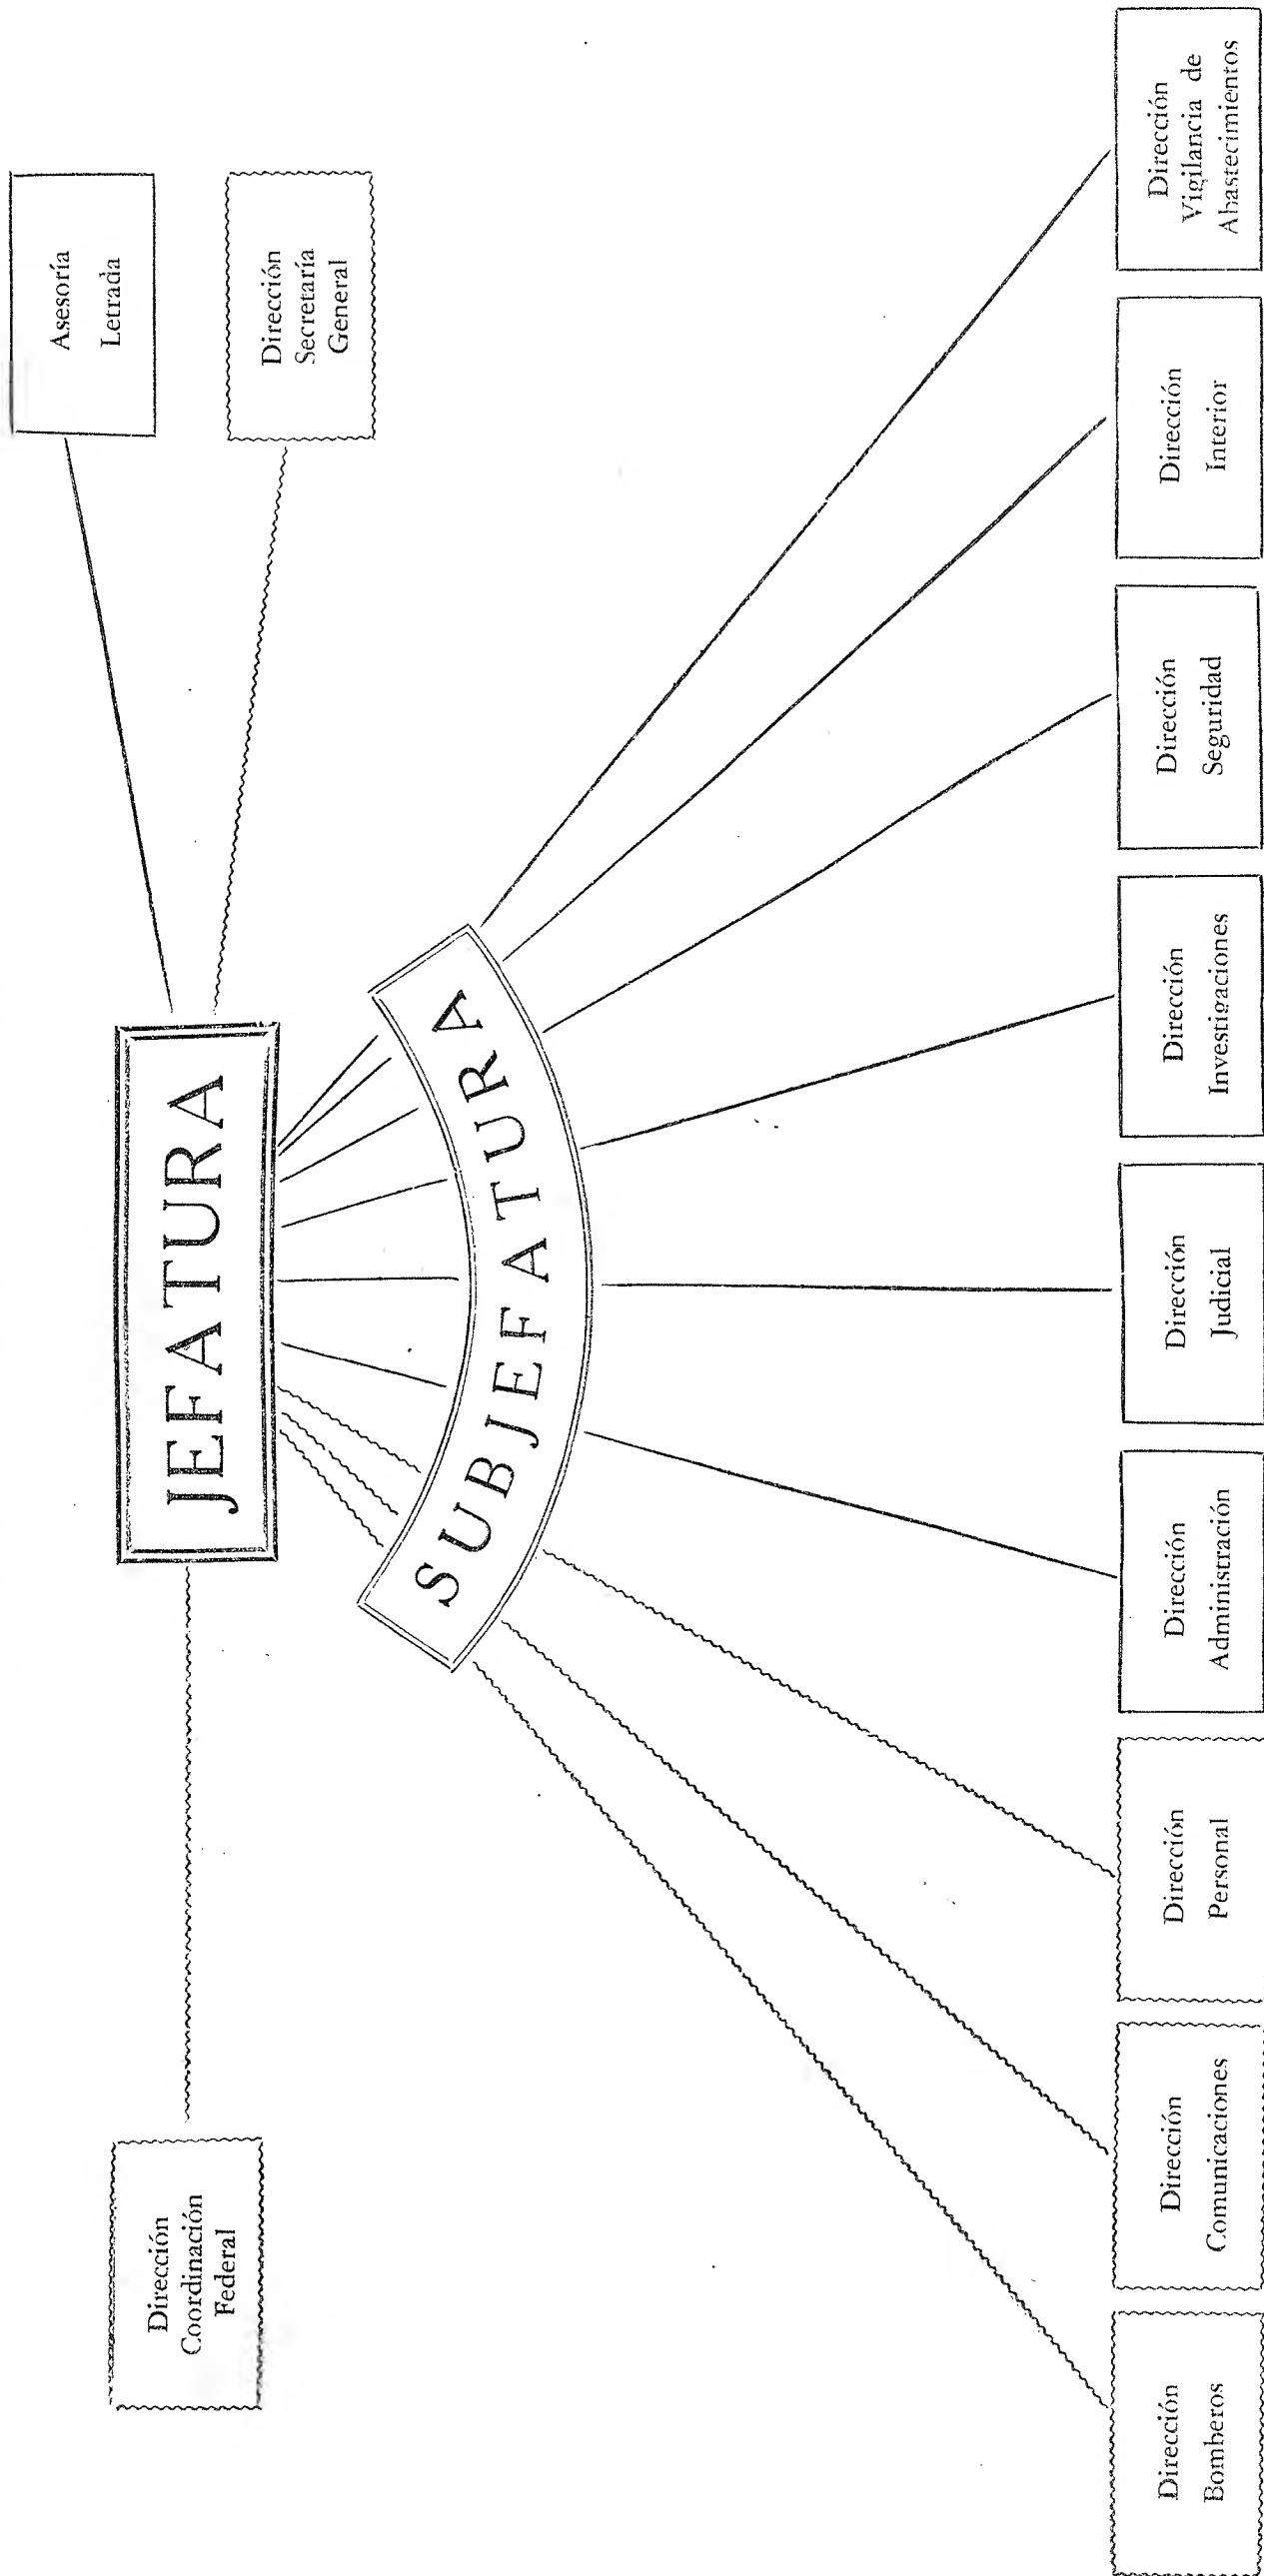 Asesoría
Letrada
Dirección
Coordinación
Federal
JEFATURA
Dirección
Secretaría
General
SUBJEFATURA
Dirección
Bomberos
Dirección
Comunicaciones
Dirección
Personal
Dirección
Administración
Dirección
Judicial
Dirección
Investigaciones
Dirección
Seguridad
Dirección
Interior
Dirección
Vigilancia de
Abastecimientos